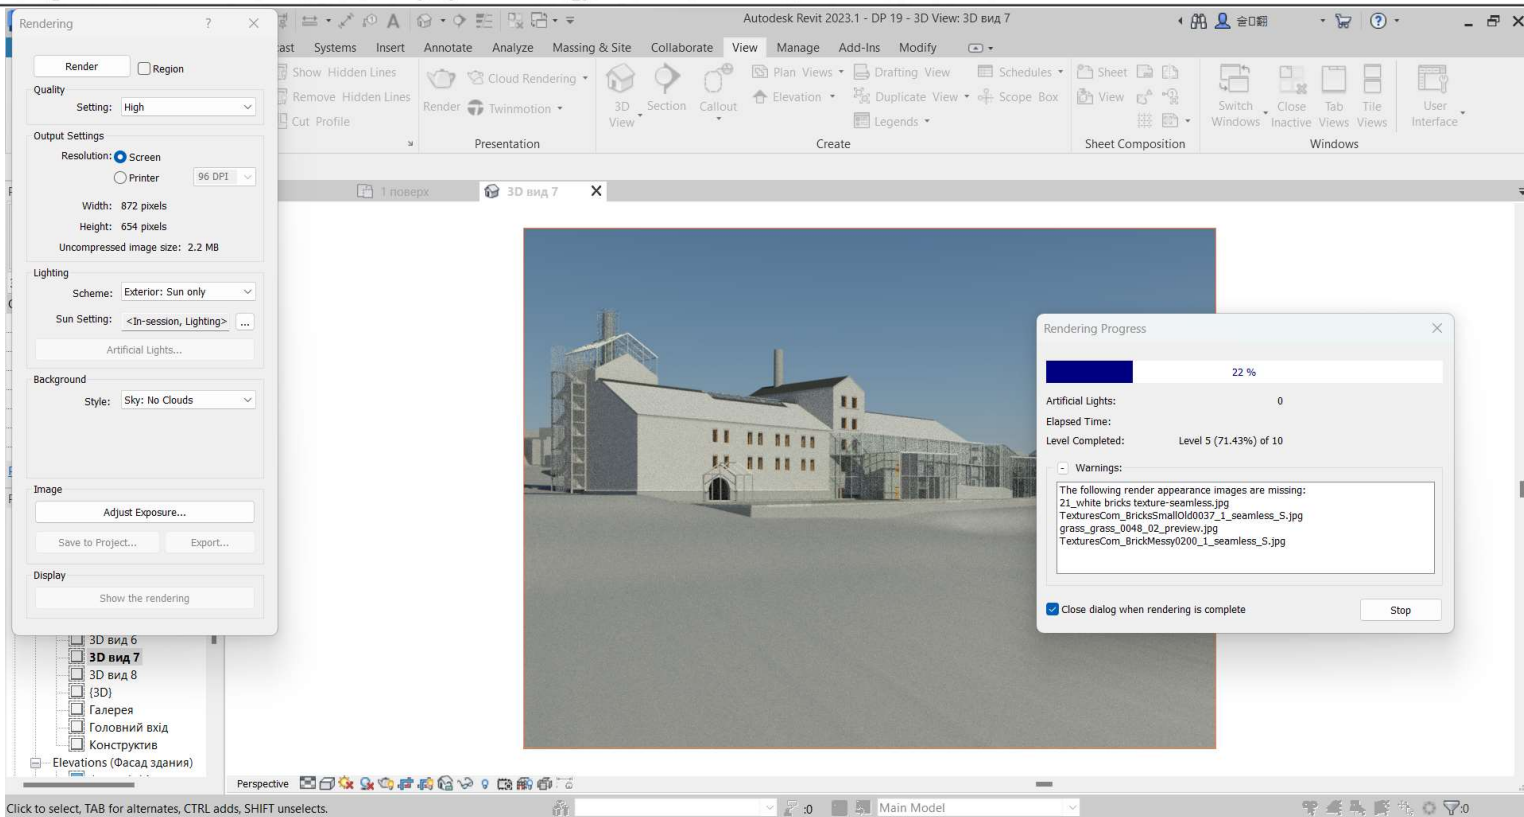 Autodesk Revit 2023.1 - DP 19 - 3D View: 3D вид 7
Systems Insert Annotate Analyze Massing & Site Collaborate View Manage Add-Ins Modify
Show Hidden Lines
Remove Hidden Lines
Cut Profile
Render
Cloud Rendering
Twinmotion
Presentation
3D View
Section
Callout
Plan Views
Elevation
Drafting View
Duplicate View
Legends
Schedules
Scope Box
Create
Sheet
View
Sheet Composition
Switch Windows
Close Inactive
Tab Views
Tile Views
Windows
User Interface
1 поверх
3D вид 7
Rendering
Render
Region
Quality
Setting: High
Output Settings
Resolution: Screen
Printer 96 DPI
Width: 872 pixels
Height: 654 pixels
Uncompressed image size: 2.2 MB
Lighting
Scheme: Exterior: Sun only
Sun Setting: <In-session, Lighting> ...
Artificial Lights...
Background
Style: Sky: No Clouds
Image
Adjust Exposure...
Save to Project... Export...
Display
Show the rendering
3D вид 6
3D вид 7
3D вид 8
{3D}
Галерея
Головний вхід
Конструктив
Elevations (Фасад здания)
Rendering Progress
22 %
Artificial Lights: 0
Elapsed Time:
Level Completed: Level 5 (71.43%) of 10
Warnings:
The following render appearance images are missing:
21_white bricks texture-seamless.jpg
TexturesCom_BricksSmallOld0037_1_seamless_S.jpg
grass_grass_0048_02_preview.jpg
TexturesCom_BrickMessy0200_1_seamless_S.jpg
Close dialog when rendering is complete
Stop
Perspective
Click to select, TAB for alternates, CTRL adds, SHIFT unselects.
:0
Main Model
:0